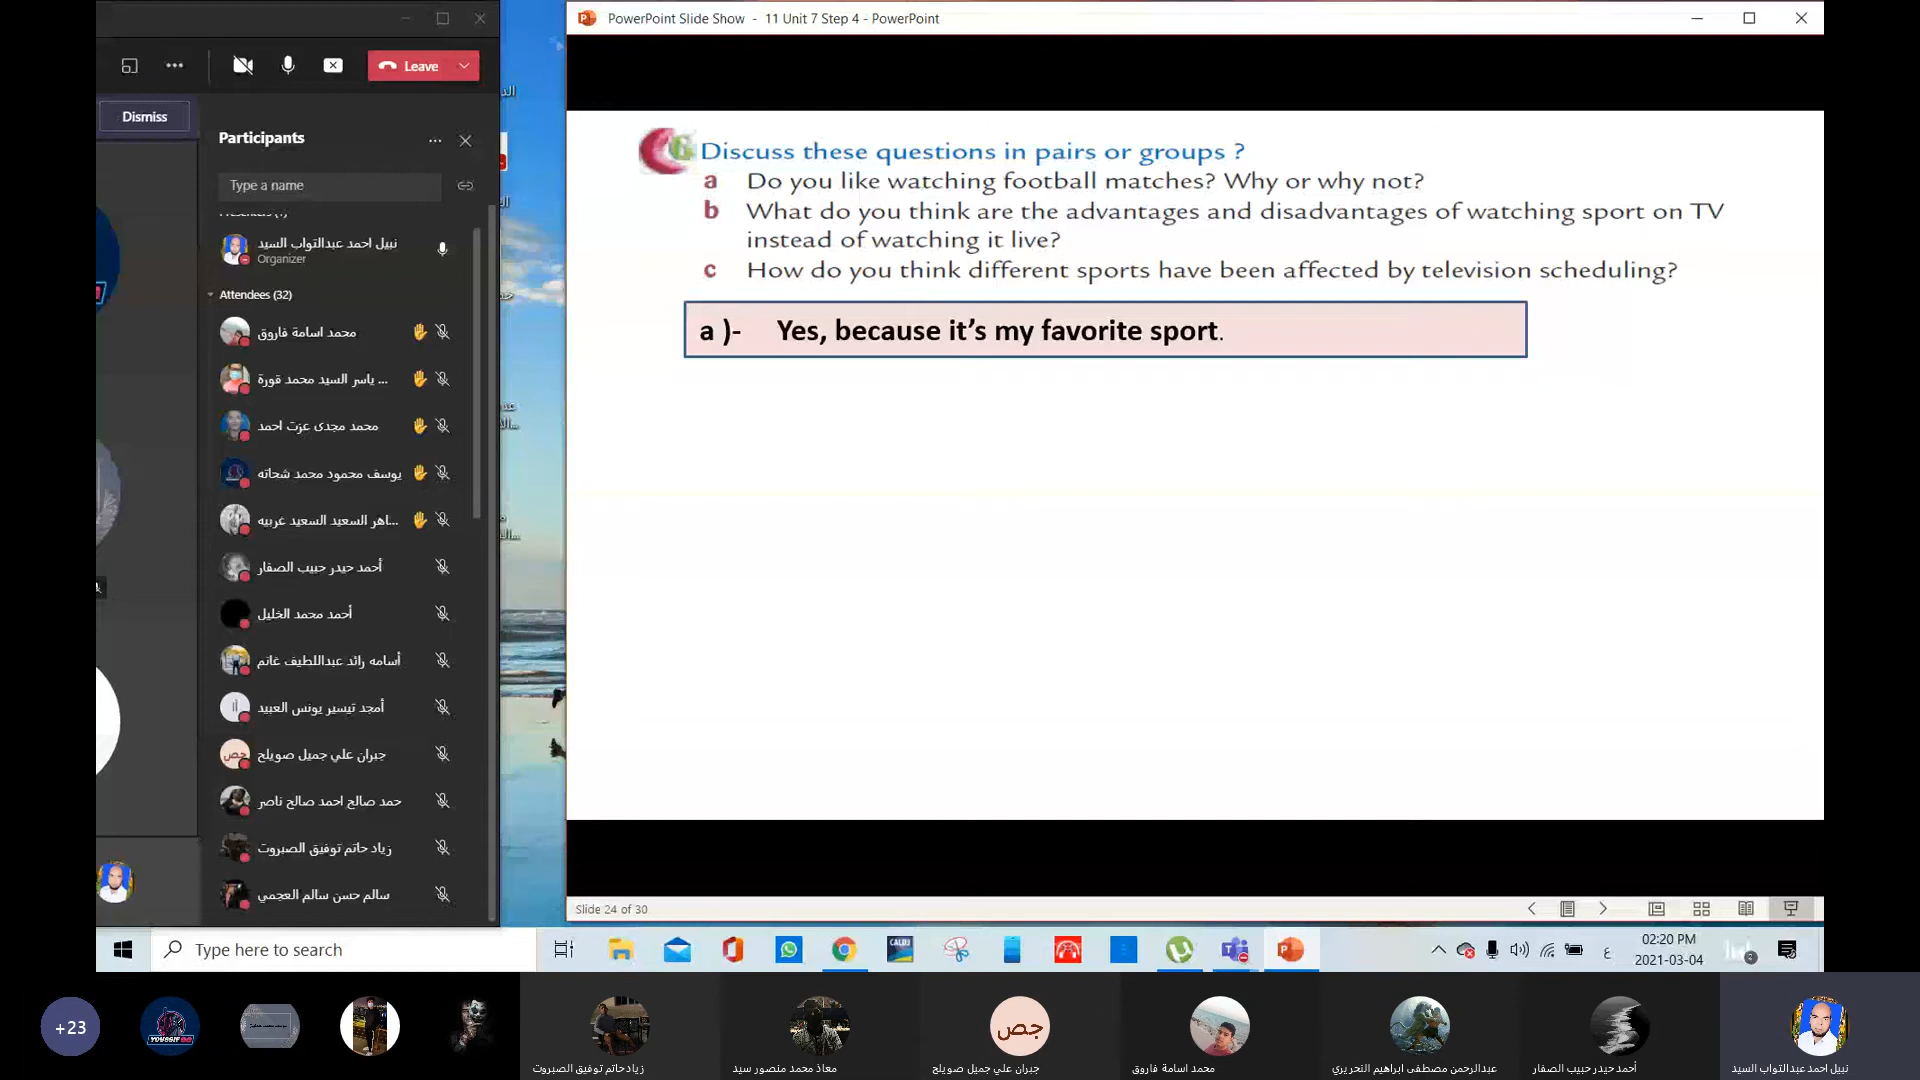 PowerPoint Slide Show - 11 Unit 7 Step 4 - PowerPoint
Leave
Dismiss
Participants
Type a name
نبيل احمد عبدالتواب السيد
Organizer
Attendees (32)
محمد اسامة فاروق
ياسر السيد محمد قورة ...
محمد مجدى عزت احمد
يوسف محمود محمد شحاته
...اهر السعيد السعيد غربيه
أحمد حيدر حبيب الصفار
أحمد محمد الخليل
أسامه رائد عبداللطيف غانم
أمجد تيسير يونس العبيد
جبران علي جميل صويلح
حمد صالح احمد صالح ناصر
زياد حاتم توفيق الصبروت
سالم حسن سالم العجمي
Discuss these questions in pairs or groups ?
a Do you like watching football matches? Why or why not?
b What do you think are the advantages and disadvantages of watching sport on TV
instead of watching it live?
c How do you think different sports have been affected by television scheduling?
a )- Yes, because it's my favorite sport.
Slide 24 of 30
Type here to search
ع
02:20 PM
2021-03-04
2
+23
YOUSSIF
جص
زياد حاتم توفيق الصبروت
معاذ محمد منصور سيد
جبران علي جميل صويلح
محمد اسامة فاروق
عبدالرحمن مصطفى ابراهيم التحريري
أحمد حيدر حبيب الصفار
نبيل احمد عبدالتواب السيد